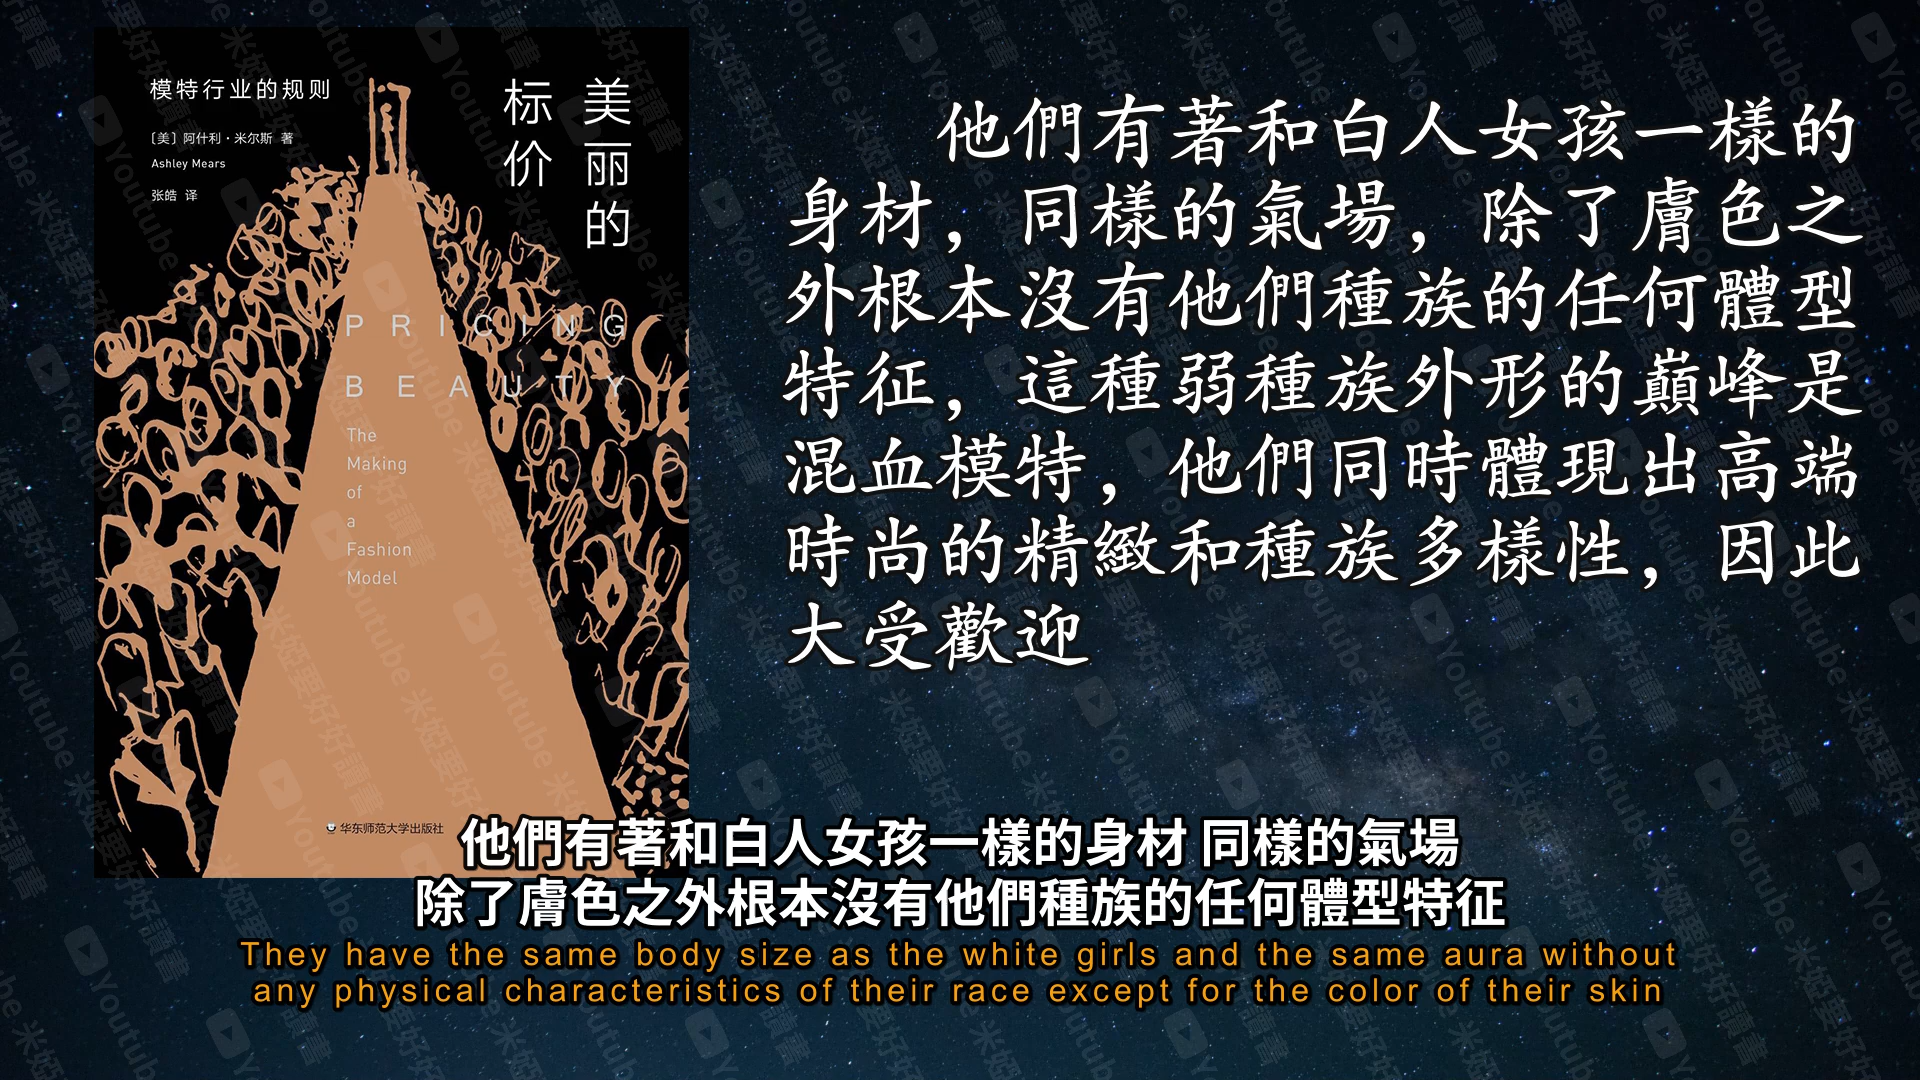 模特行业的规则
〔美〕阿什利·米尔斯 著
Ashley Mears
张皓 译
美丽的
标价
PRICING
BEAUTY
The
Making
of
a
Fashion
Model
华东师范大学出版社
他們有著和白人女孩一樣的
身材，同樣的氣場，除了膚色之
外根本沒有他們種族的任何體型
特征，這種弱種族外形的巔峰是
混血模特，他們同時體現出高端
時尚的精緻和種族多樣性，因此
大受歡迎
他們有著和白人女孩一樣的身材 同樣的氣場
除了膚色之外根本沒有他們種族的任何體型特征
They have the same body size as the white girls and the same aura without
any physical characteristics of their race except for the color of their skin
Youtube 米婭要好好讀書